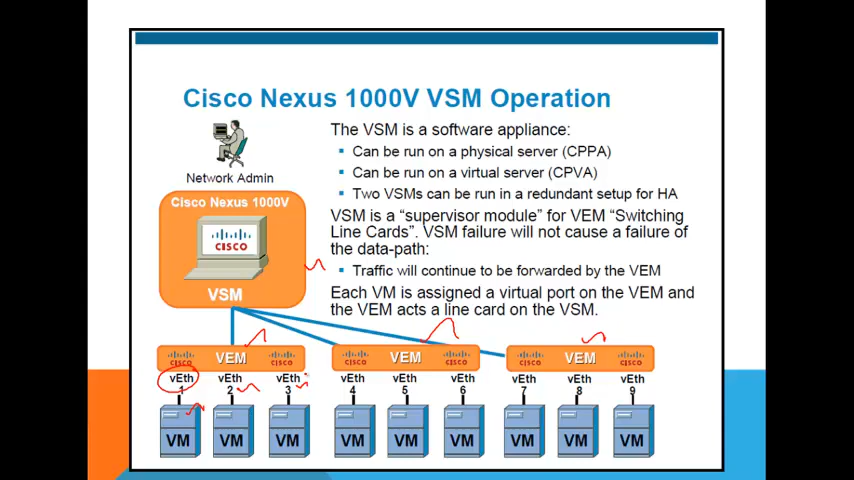 Cisco Nexus 1000V VSM Operation
The VSM is a software appliance:
Can be run on a physical server (CPPA)
Can be run on a virtual server (CPVA)
Two VSMs can be run in a redundant setup for HA
VSM is a “supervisor module” for VEM “Switching
Line Cards”. VSM failure will not cause a failure of
the data-path:
Traffic will continue to be forwarded by the VEM
Each VM is assigned a virtual port on the VEM and
the VEM acts a line card on the VSM.
Network Admin
Cisco Nexus 1000V
CISCO
VSM
CISCO VEM CISCO
CISCO VEM CISCO
CISCO VEM CISCO
vEth vEth vEth vEth vEth vEth vEth vEth vEth
1 2 3 4 5 6 7 8 9
VM VM VM VM VM VM VM VM VM